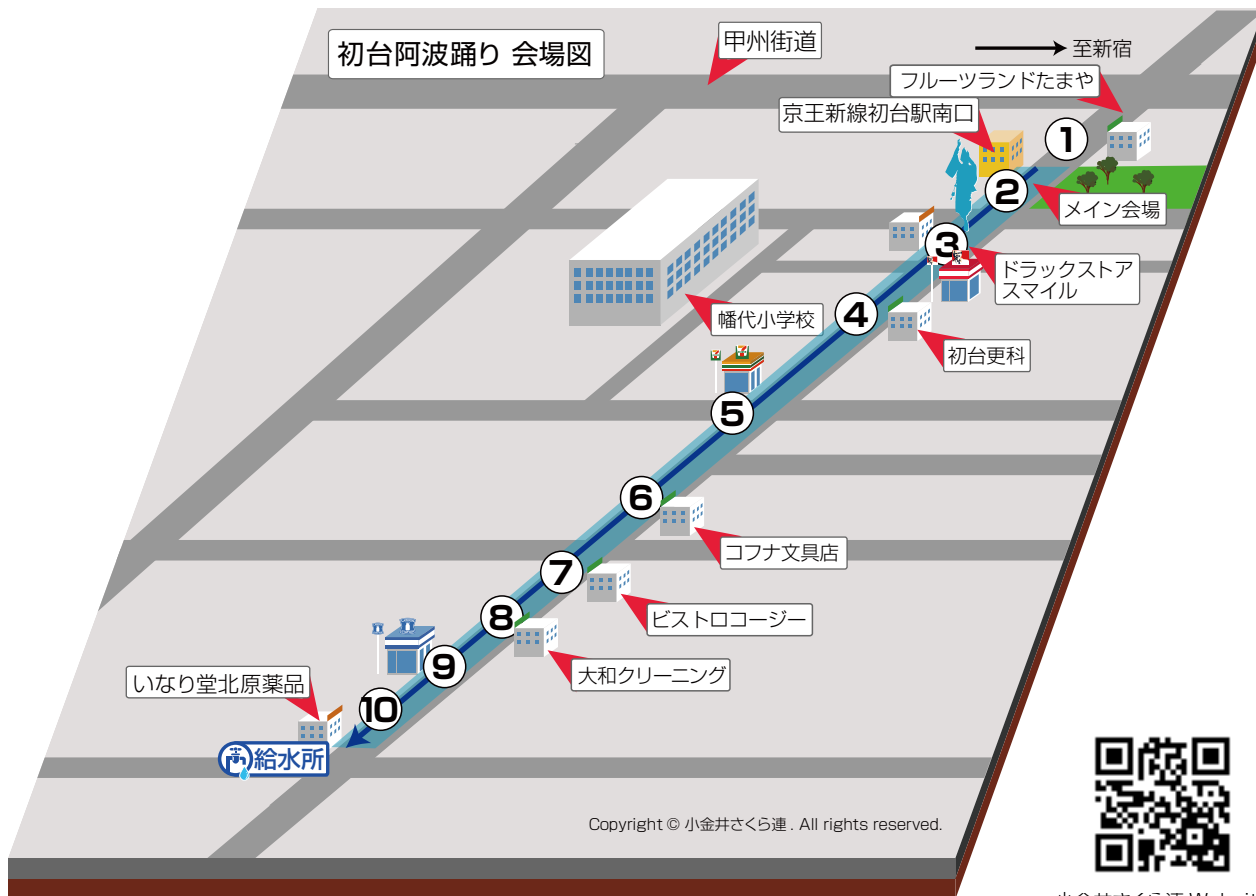 初台阿波踊り 会場図
甲州街道
至新宿
フルーツランドたまや
京王新線初台駅南口
1
2
メイン会場
3
ドラックストア
スマイル
4
幡代小学校
初台更科
5
6
コフナ文具店
7
ビストロコージー
8
大和クリーニング
9
いなり堂北原薬品
10
給水所
Copyright © 小金井さくら連 . All rights reserved.